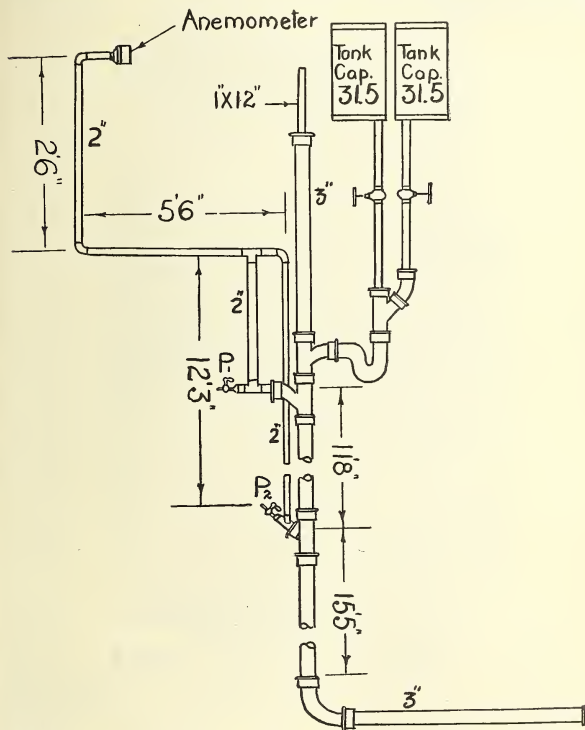 Anemometer
Tank
Cap.
31.5
Tank
Cap.
31.5
1"X12"
2'6"
2"
3"
5'6"
2"
P1
12'3"
2"
11'8"
P2
15'5"
3"